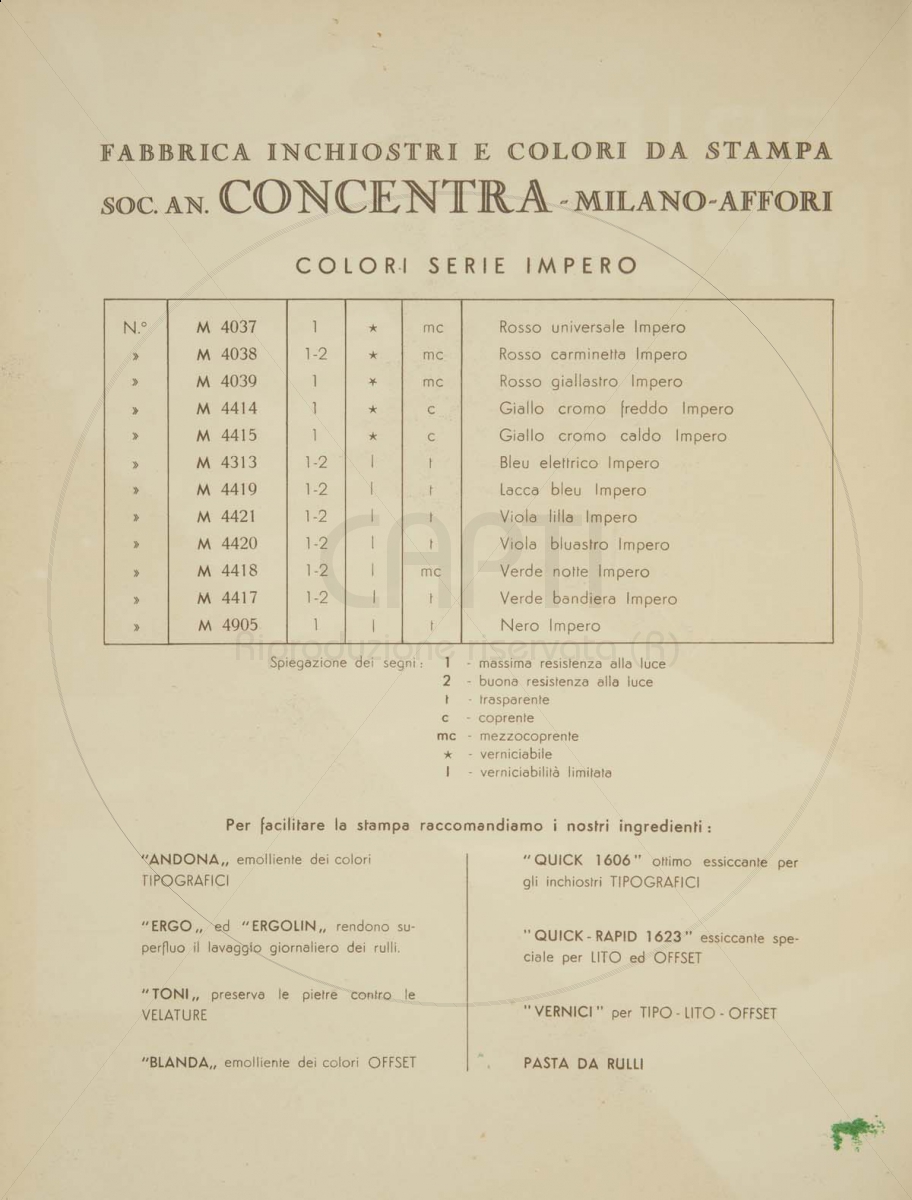 FABBRICA INCHIOSTRI E COLORI DA STAMPA
SOC. AN. CONCENTRA - MILANO-AFFORI
COLORI SERIE IMPERO
N.° M 4037 1 ★ mc Rosso universale Impero
» M 4038 1-2 ★ mc Rosso carminetta Impero
» M 4039 1 ★ mc Rosso giallastro Impero
» M 4414 1 ★ c Giallo cromo freddo Impero
» M 4415 1 ★ c Giallo cromo caldo Impero
» M 4313 1-2 l t Bleu elettrico Impero
» M 4419 1-2 l t Lacca bleu Impero
» M 4421 1-2 l t Viola lilla Impero
» M 4420 1-2 l t Viola bluastro Impero
» M 4418 1-2 l mc Verde notte Impero
» M 4417 1-2 l t Verde bandiera Impero
» M 4905 1 l t Nero Impero
Riproduzione riservata (R)
Spiegazione dei segni: 1 - massima resistenza alla luce
2 - buona resistenza alla luce
t - trasparente
c - coprente
mc - mezzocoprente
★ - verniciabile
l - verniciabilità limitata
Per facilitare la stampa raccomandiamo i nostri ingredienti:
"ANDONA„ emolliente dei colori
TIPOGRAFICI
"ERGO„ ed "ERGOLIN„ rendono su-
perfluo il lavaggio giornaliero dei rulli.
"TONI„ preserva le pietre contro le
VELATURE
"BLANDA„ emolliente dei colori OFFSET
"QUICK 1606" ottimo essiccante per
gli inchiostri TIPOGRAFICI
"QUICK-RAPID 1623" essiccante spe-
ciale per LITO ed OFFSET
"VERNICI" per TIPO - LITO - OFFSET
PASTA DA RULLI